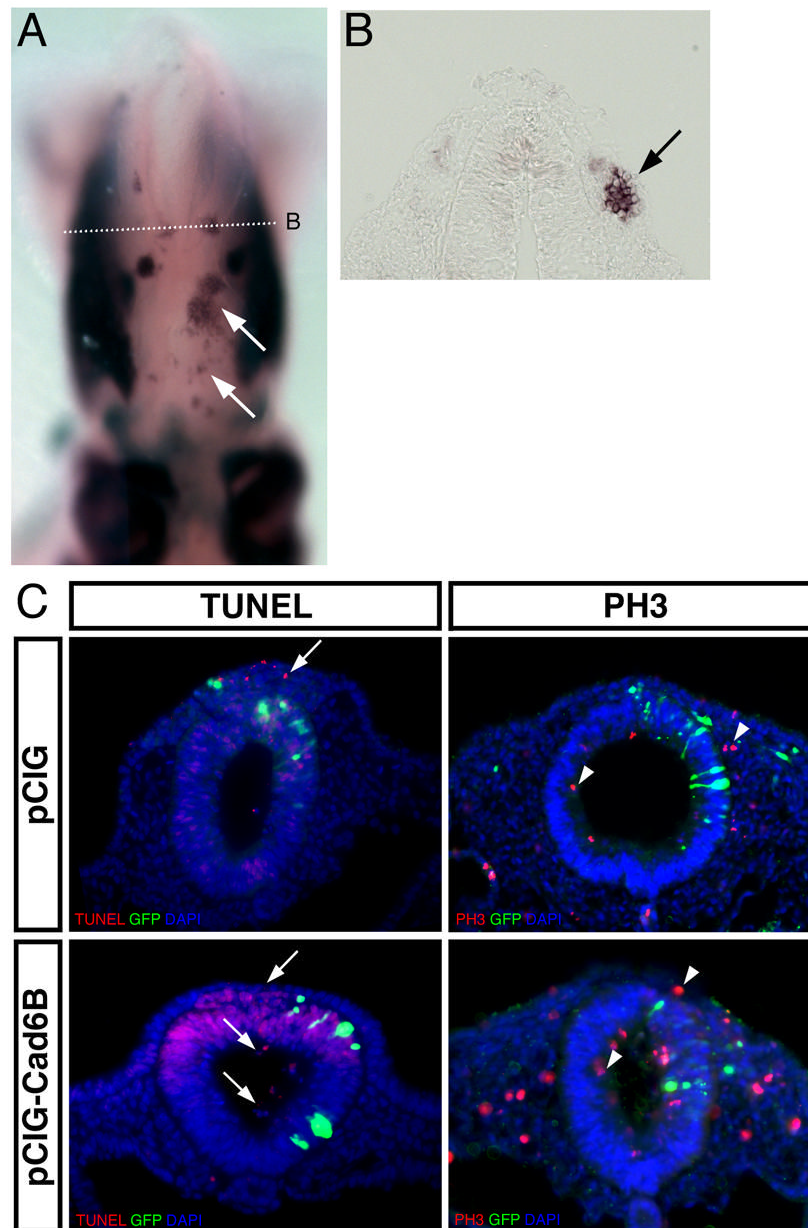 A
B
B
C
TUNEL
PH3
pCIG
TUNEL GFP DAPI
PH3 GFP DAPI
pCIG-Cad6B
TUNEL GFP DAPI
PH3 GFP DAPI